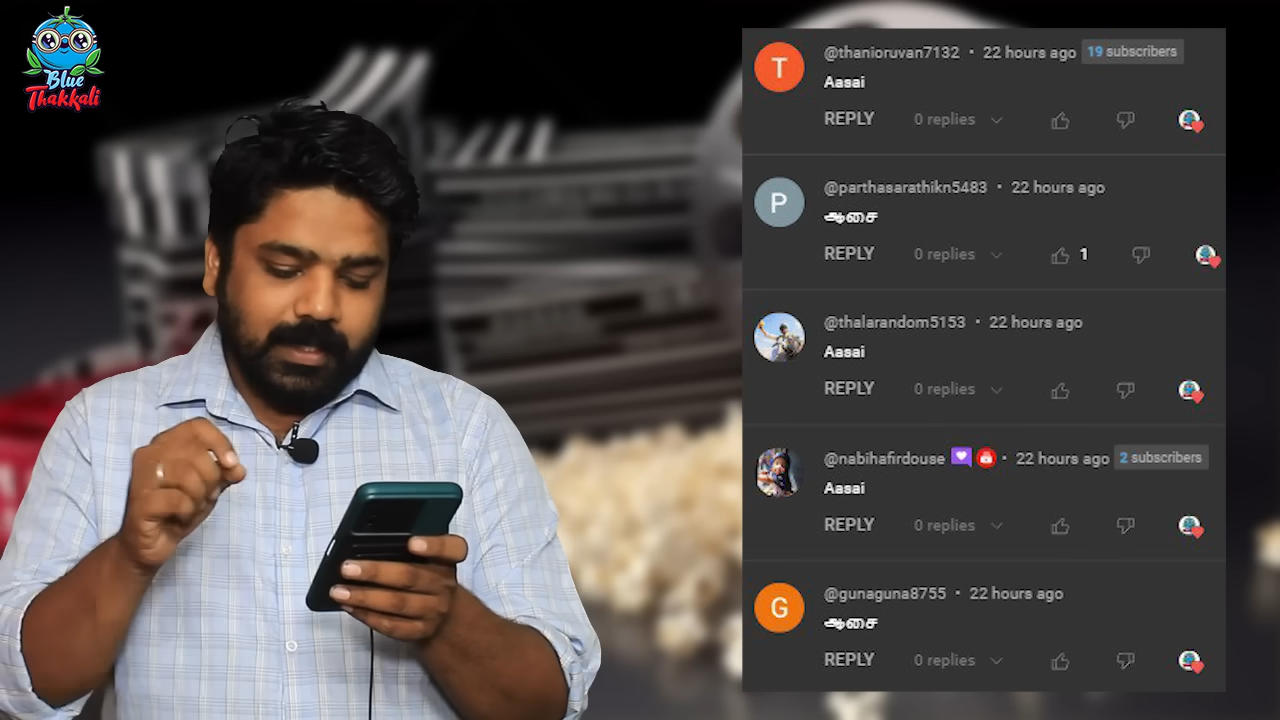 Blue
Thakkali
T
@thanioruvan7132 • 22 hours ago 19 subscribers
Aasai
REPLY 0 replies
P
@parthasarathikn5483 • 22 hours ago
ஆசை
REPLY 0 replies 1
@thalarandom5153 • 22 hours ago
Aasai
REPLY 0 replies
@nabihafirdouse • 22 hours ago 2 subscribers
Aasai
REPLY 0 replies
G
@gunaguna8755 • 22 hours ago
ஆசை
REPLY 0 replies